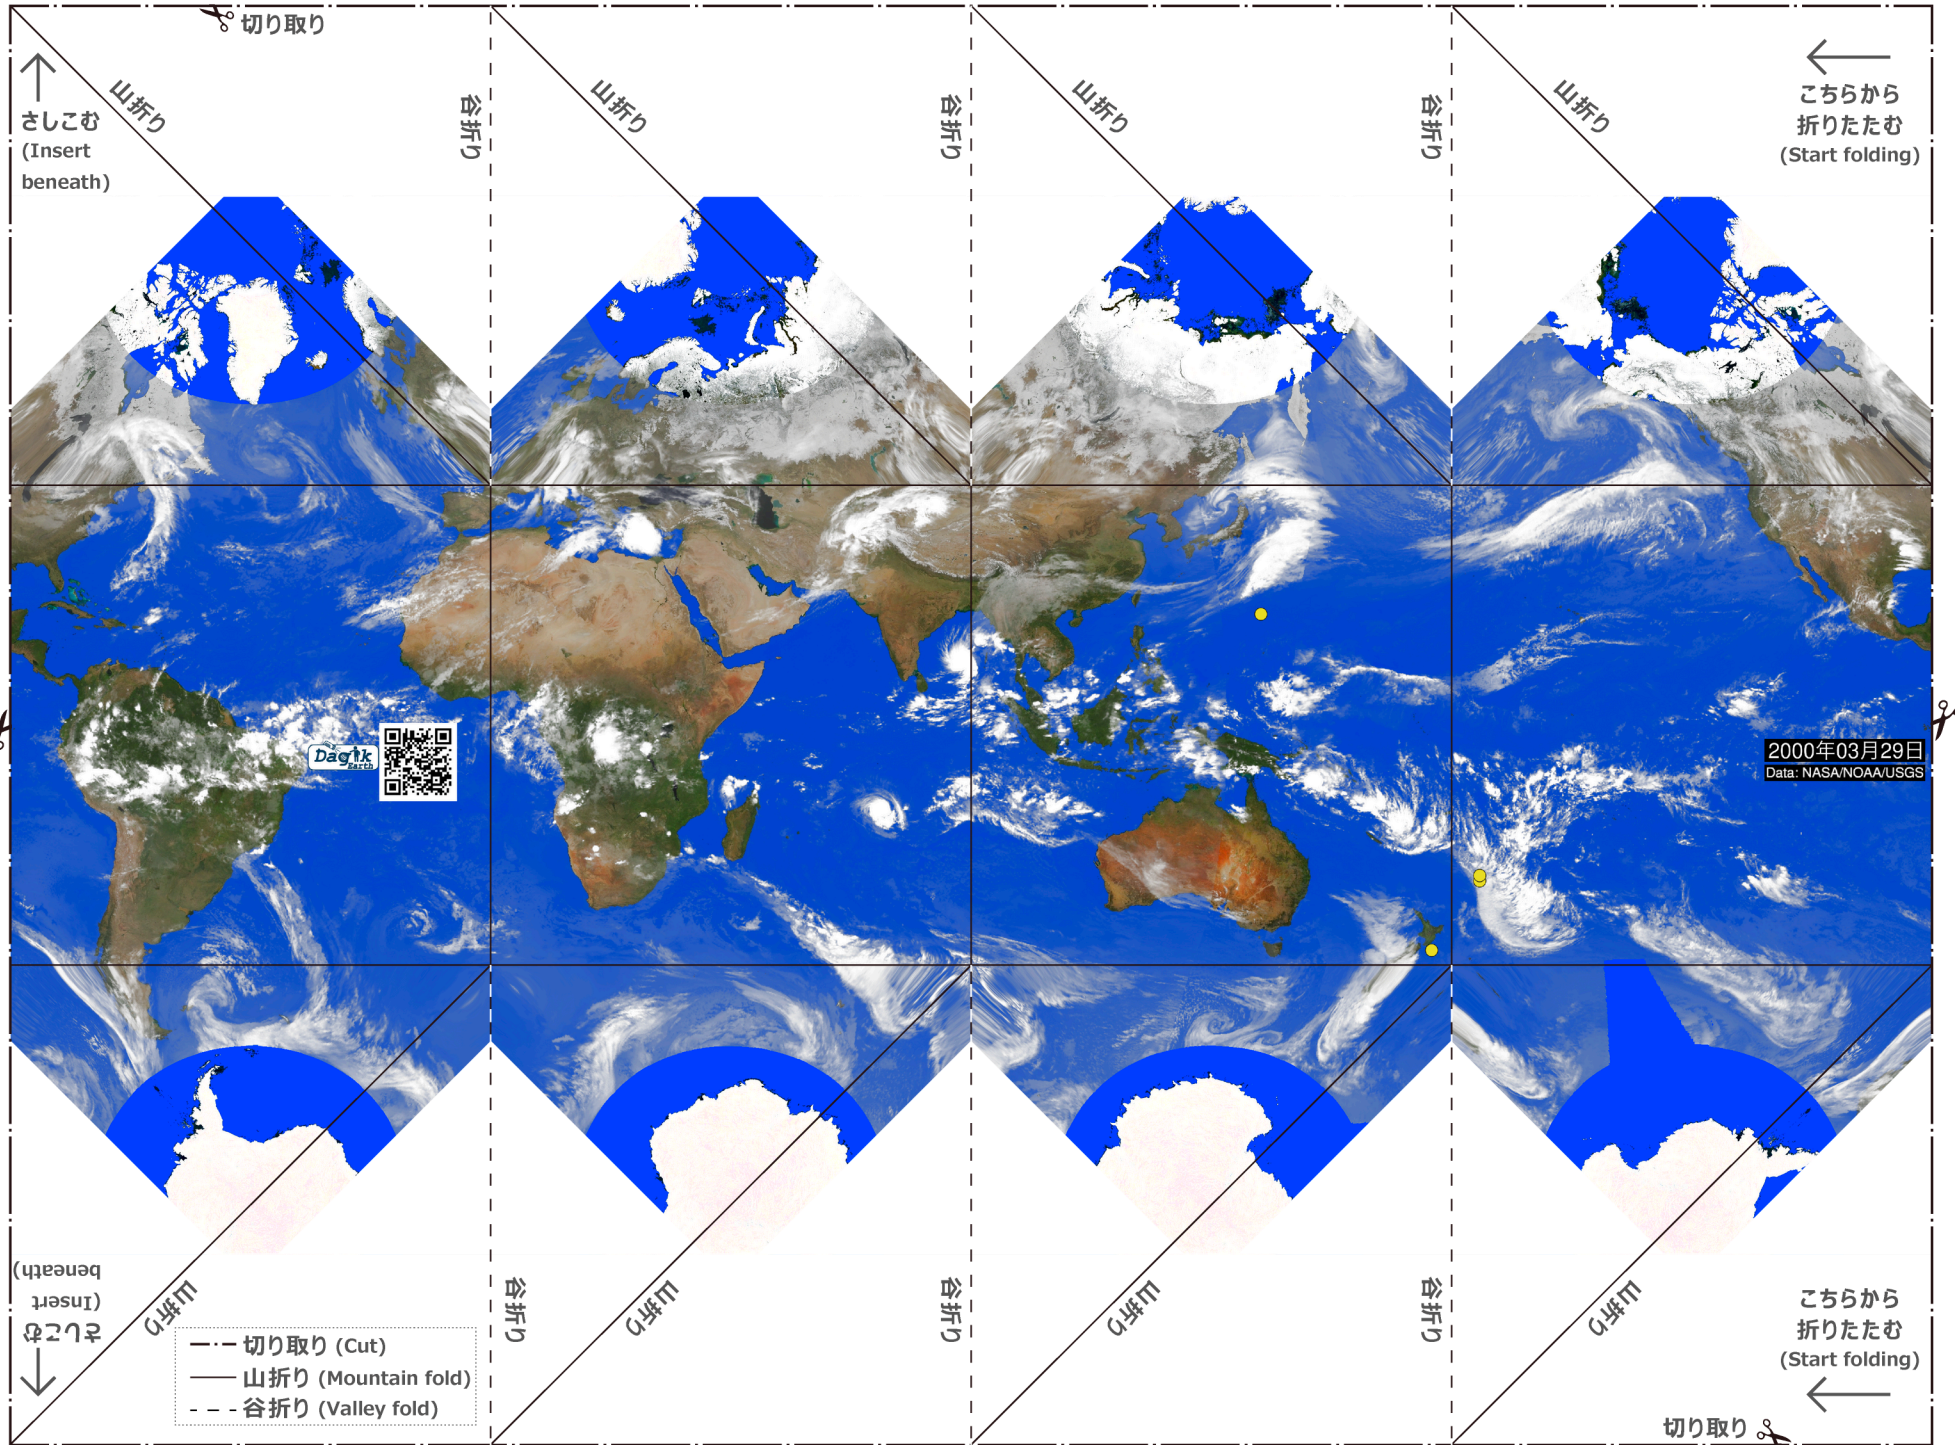 切り取り
さしこむ
(Insert
beneath)
山折り
谷折り
山折り
谷折り
山折り
谷折り
山折り
こちらから
折りたたむ
(Start folding)
Dagik
Earth
2000年03月29日
Data: NASA/NOAA/USGS
さしこむ
(Insert
beneath)
山折り
谷折り
山折り
谷折り
山折り
谷折り
山折り
こちらから
折りたたむ
(Start folding)
切り取り (Cut)
山折り (Mountain fold)
谷折り (Valley fold)
切り取り